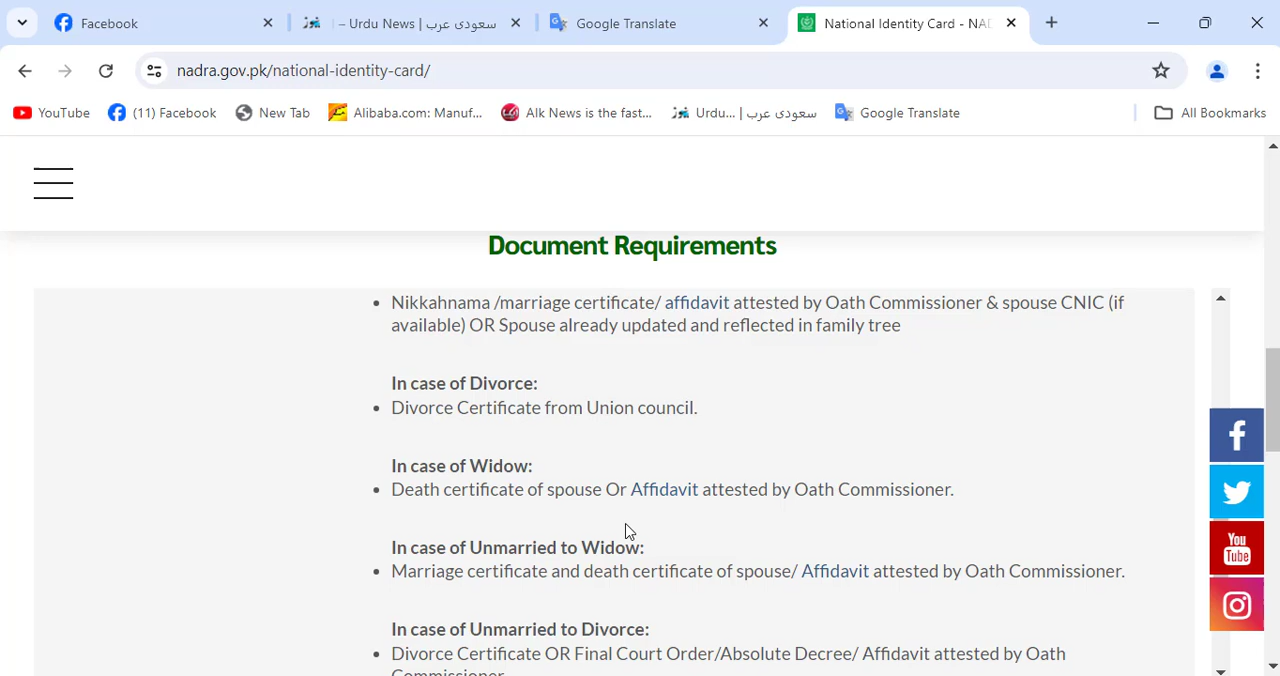 Facebook
Urdu News | سعودی عرب –
Google Translate
National Identity Card - NAD
nadra.gov.pk/national-identity-card/
YouTube
(11) Facebook
New Tab
Alibaba.com: Manuf...
Alk News is the fast...
Urdu... | سعودی عرب
Google Translate
All Bookmarks
Document Requirements
• Nikkahnama /marriage certificate/ affidavit attested by Oath Commissioner & spouse CNIC (if
available) OR Spouse already updated and reflected in family tree
In case of Divorce:
• Divorce Certificate from Union council.
In case of Widow:
• Death certificate of spouse Or Affidavit attested by Oath Commissioner.
In case of Unmarried to Widow:
• Marriage certificate and death certificate of spouse/ Affidavit attested by Oath Commissioner.
In case of Unmarried to Divorce:
• Divorce Certificate OR Final Court Order/Absolute Decree/ Affidavit attested by Oath
Commissioner
You
Tube